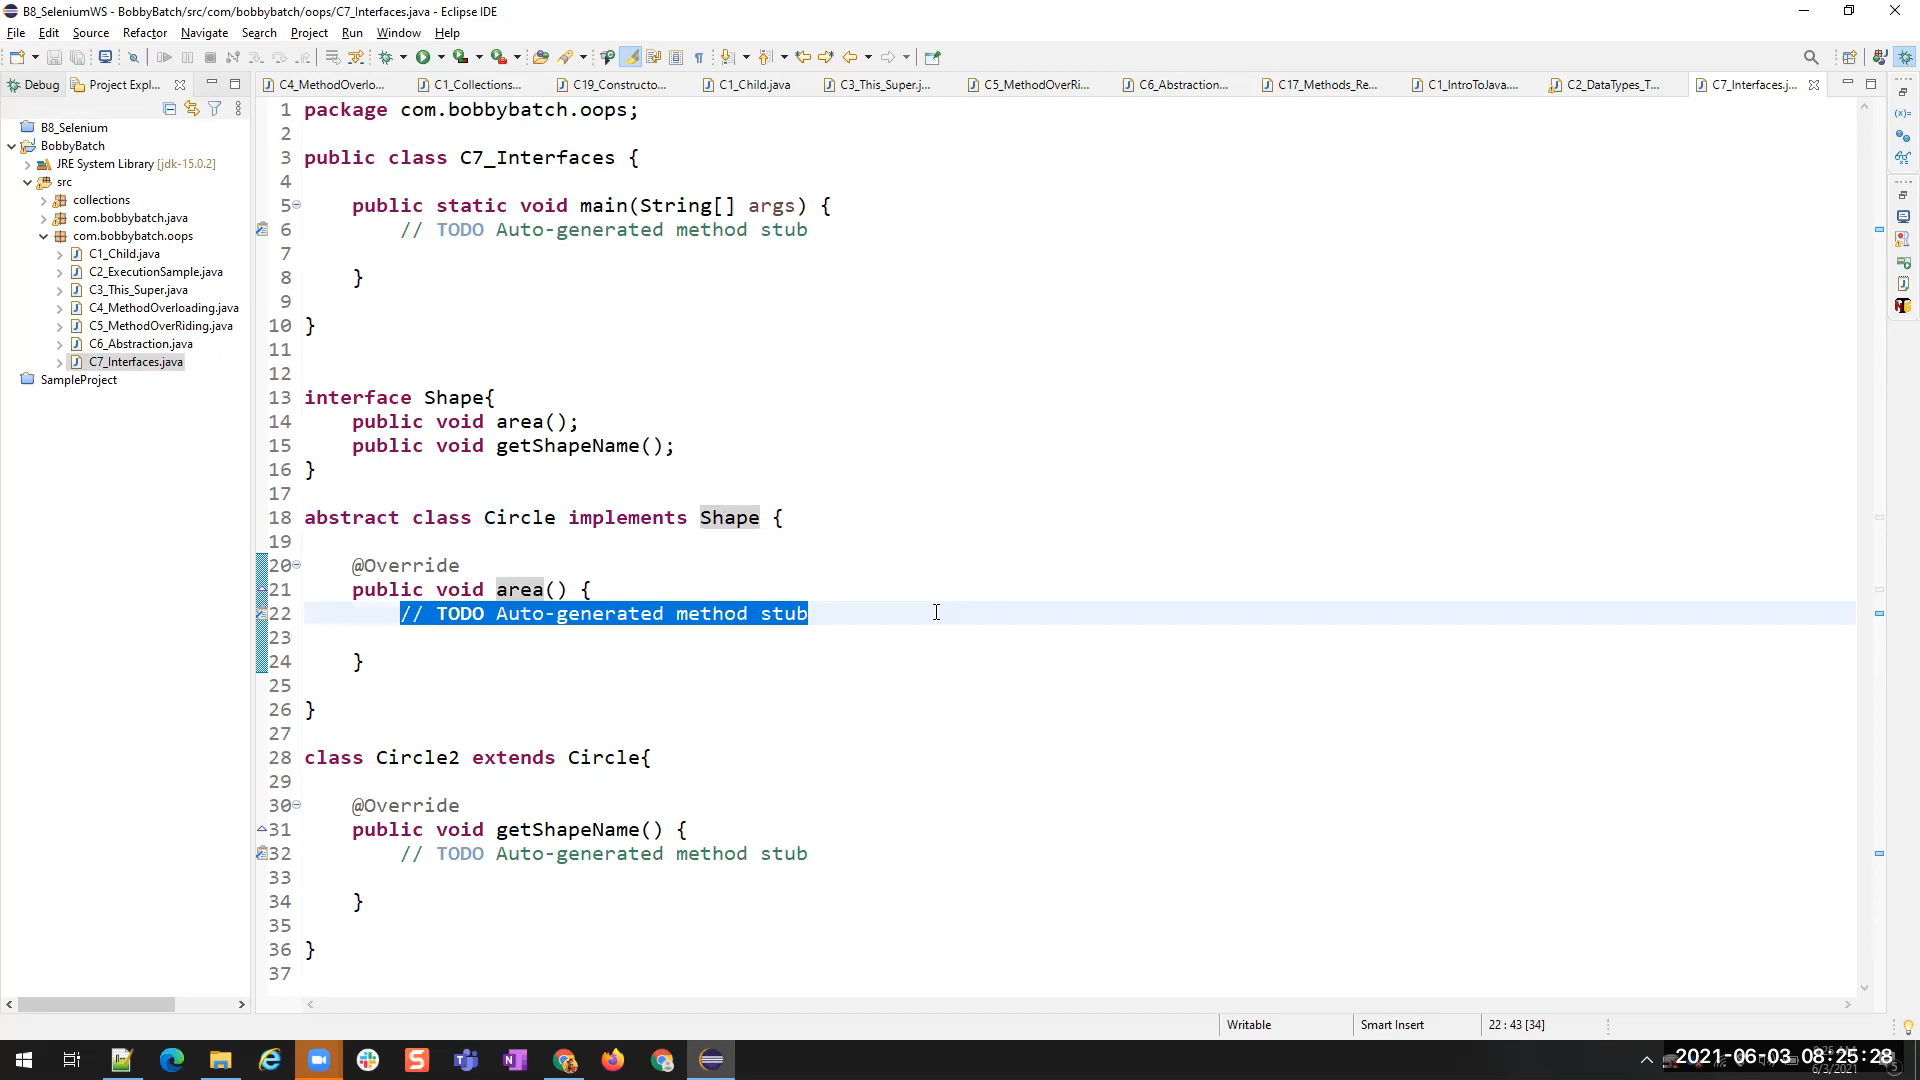 B8_SeleniumWS - BobbyBatch/src/com/bobbybatch/oops/C7_Interfaces.java - Eclipse IDE
File Edit Source Refactor Navigate Search Project Run Window Help
Debug Project Expl... C4_MethodOverlo... C1_Collections... C19_Constructo... C1_Child.java C3_This_Super.j... C5_MethodOverRi... C6_Abstraction... C17_Methods_Re... C1_IntroToJava.... C2_DataTypes_T... C7_Interfaces.j...
B8_Selenium
BobbyBatch
JRE System Library [jdk-15.0.2]
src
collections
com.bobbybatch.java
com.bobbybatch.oops
C1_Child.java
C2_ExecutionSample.java
C3_This_Super.java
C4_MethodOverloading.java
C5_MethodOverRiding.java
C6_Abstraction.java
C7_Interfaces.java
SampleProject
1 package com.bobbybatch.oops;
2
3 public class C7_Interfaces {
4
5 public static void main(String[] args) {
6 // TODO Auto-generated method stub
7
8 }
9
10 }
11
12
13 interface Shape{
14 public void area();
15 public void getShapeName();
16 }
17
18 abstract class Circle implements Shape {
19
20 @Override
21 public void area() {
22 // TODO Auto-generated method stub
23
24 }
25
26 }
27
28 class Circle2 extends Circle{
29
30 @Override
31 public void getShapeName() {
32 // TODO Auto-generated method stub
33
34 }
35
36 }
37
Writable Smart Insert 22 : 43 [34]
2021-06-03 08:25:28
6/3/2021